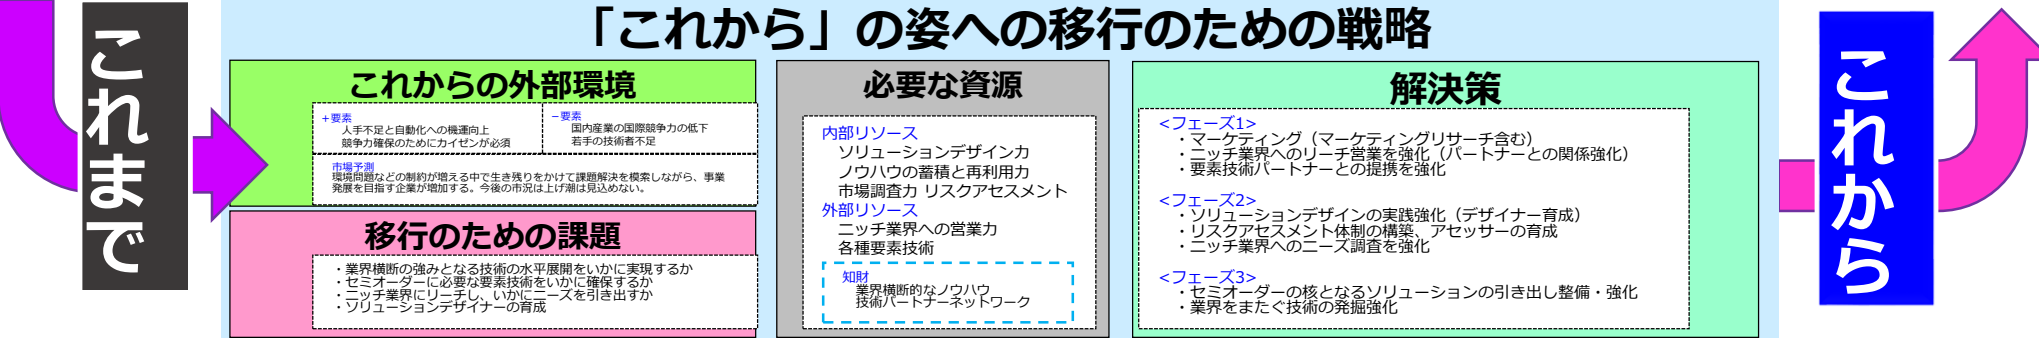 「これから」の姿への移行のための戦略
これまで
これからの外部環境
+要素
人手不足と自動化への機運向上
競争力確保のためにカイゼンが必須
－要素
国内産業の国際競争力の低下
若手の技術者不足
市場予測
環境問題などの制約が増える中で生き残りをかけて課題解決を模索しながら、事業
発展を目指す企業が増加する。今後の市況は上げ潮は見込めない。
移行のための課題
・業界横断の強みとなる技術の水平展開をいかに実現するか
・セミオーダーに必要な要素技術をいかに確保するか
・ニッチ業界にリーチし、いかにニーズを引き出すか
・ソリューションデザイナーの育成
必要な資源
内部リソース
ソリューションデザイン力
ノウハウの蓄積と再利用力
市場調査力 リスクアセスメント
外部リソース
ニッチ業界への営業力
各種要素技術
知財
業界横断的なノウハウ
技術パートナーネットワーク
解決策
<フェーズ1>
・マーケティング（マーケティングリサーチ含む）
・ニッチ業界へのリーチ営業を強化（パートナーとの関係強化）
・要素技術パートナーとの提携を強化
<フェーズ2>
・ソリューションデザインの実践強化（デザイナー育成）
・リスクアセスメント体制の構築、アセッサーの育成
・ニッチ業界へのニーズ調査を強化
<フェーズ3>
・セミオーダーの核となるソリューションの引き出し整備・強化
・業界をまたぐ技術の発掘強化
これから